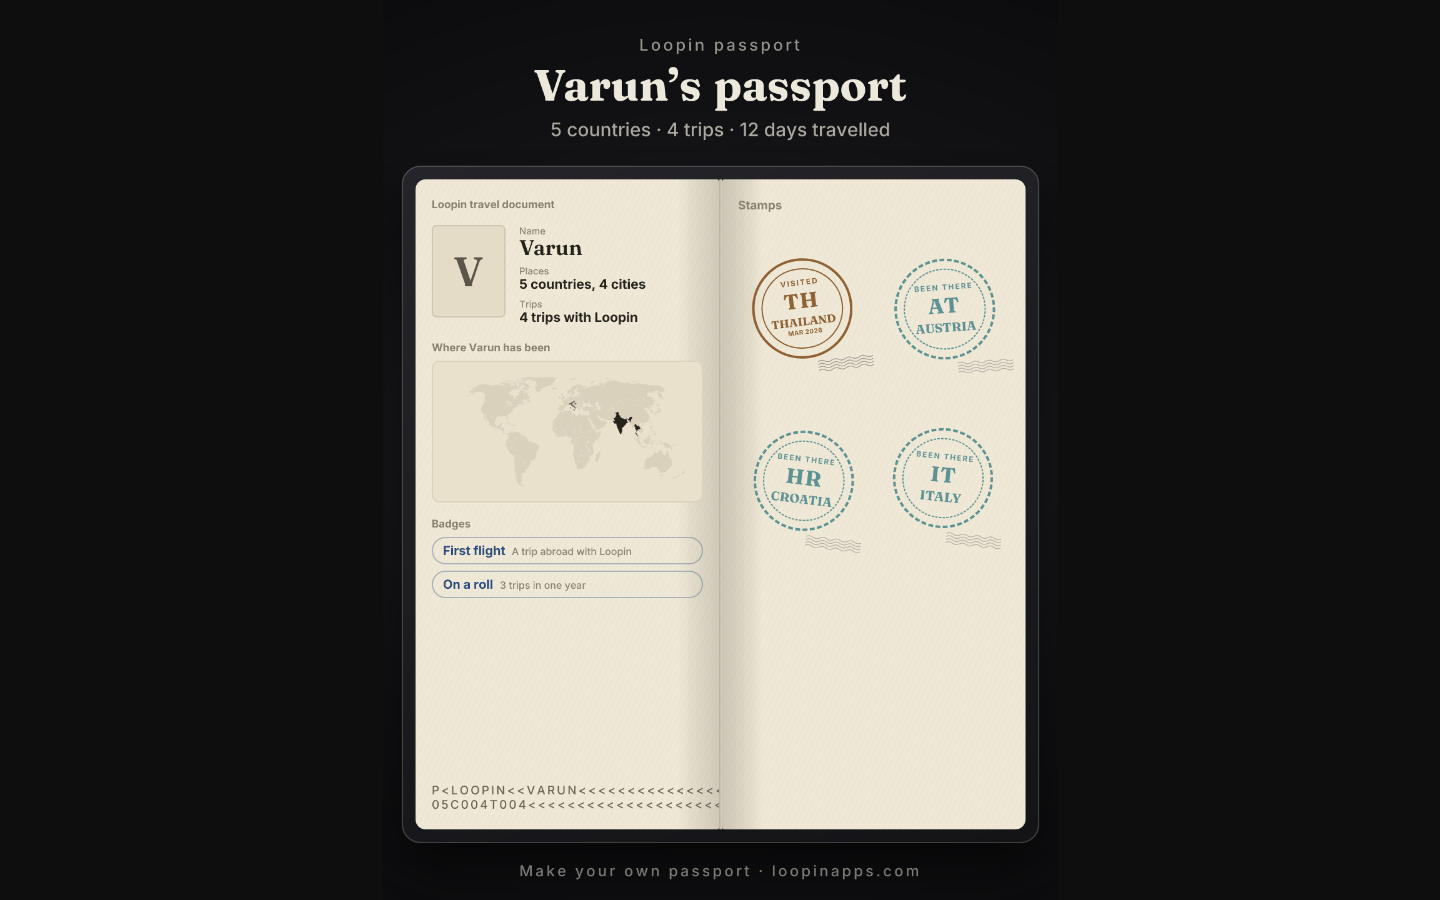 Loopin passport
Varun’s passport
5 countries · 4 trips · 12 days travelled
Loopin travel document
V
Name
Varun
Places
5 countries, 4 cities
Trips
4 trips with Loopin
Where Varun has been
Badges
First flight A trip abroad with Loopin
On a roll 3 trips in one year
P<LOOPIN<<VARUN<<<<<<<<<<<<<<<
05C004T004<<<<<<<<<<<<<<<<<<<<
Stamps
VISITED
TH
THAILAND
MAR 2026
BEEN THERE
AT
AUSTRIA
BEEN THERE
HR
CROATIA
BEEN THERE
IT
ITALY
Make your own passport · loopinapps.com